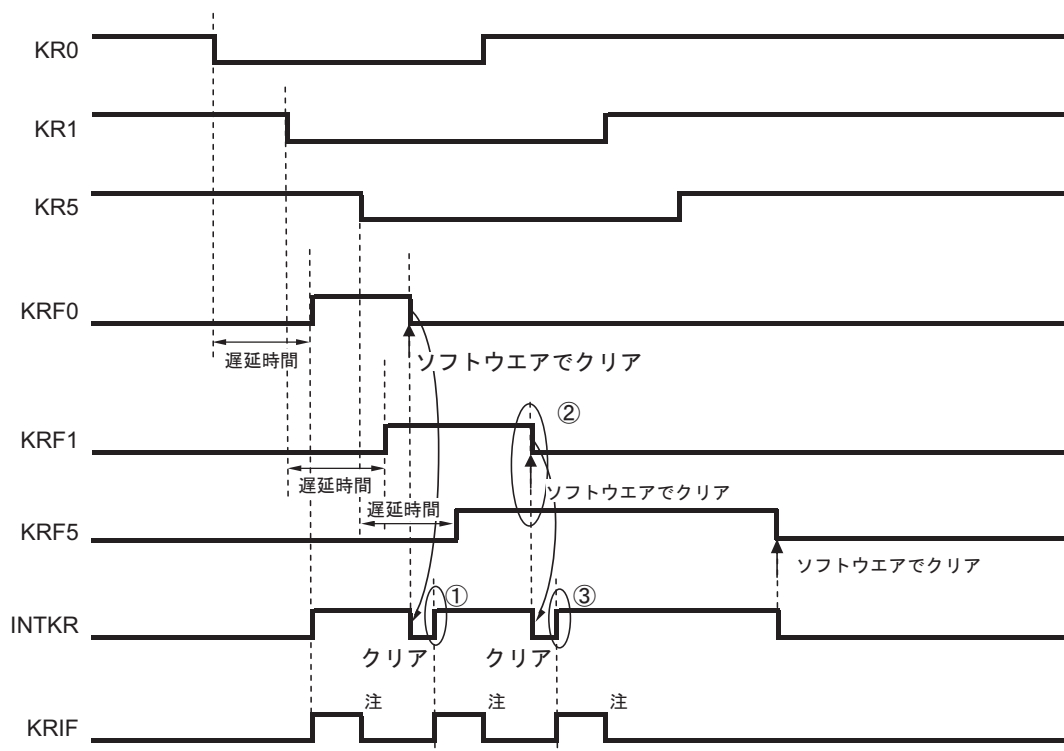 KR0
KR1
KR5
KRF0
遅延時間
ソフトウエアでクリア
②
KRF1
遅延時間
ソフトウエアでクリア
遅延時間
KRF5
ソフトウエアでクリア
①
③
INTKR
クリア
クリア
注
注
注
KRIF